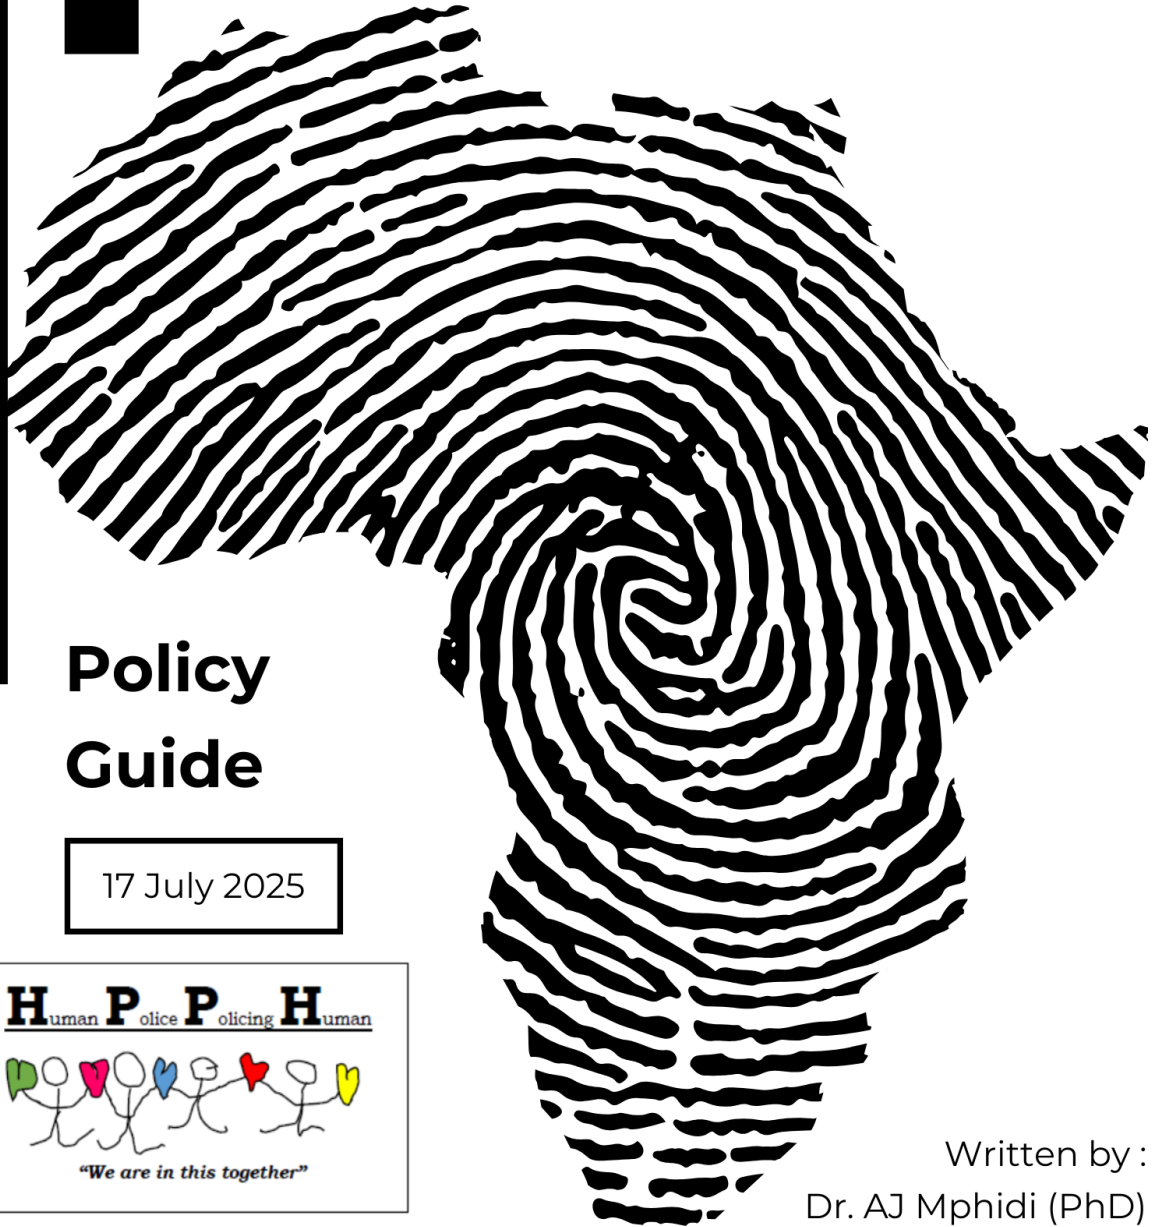 Policy
Guide
17 July 2025
Human Police Policing Human
“We are in this together”
Written by :
Dr. AJ Mphidi (PhD)